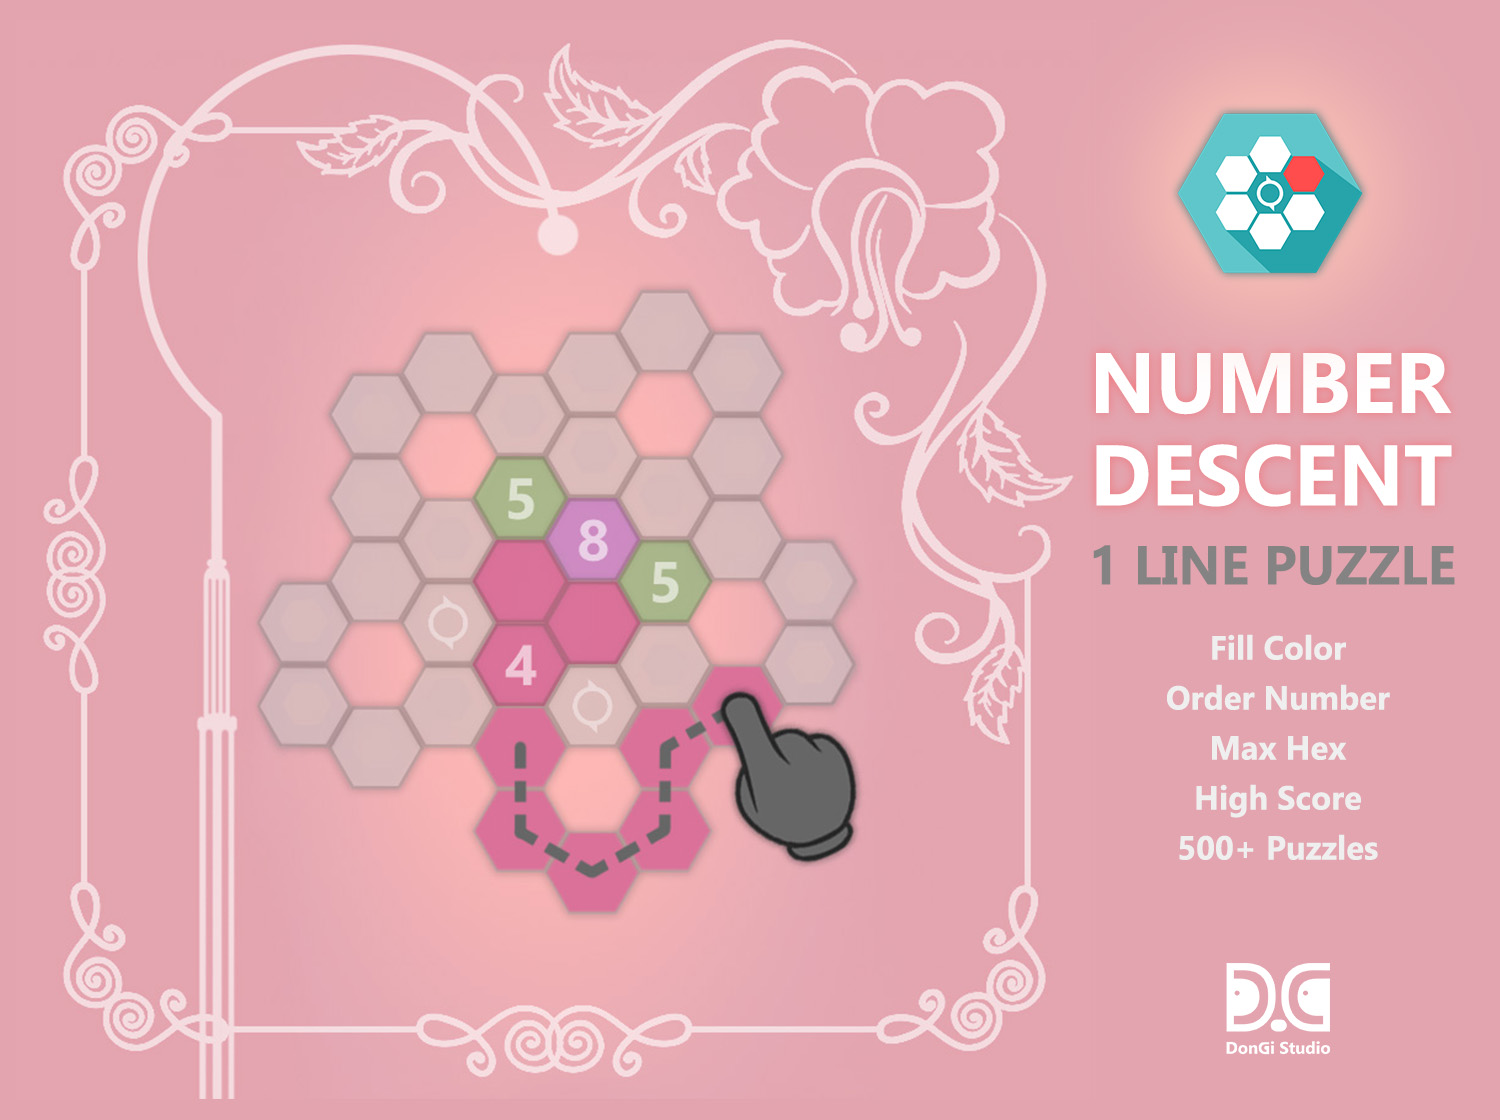 5
8
5
4
NUMBER
DESCENT
1 LINE PUZZLE
Fill Color
Order Number
Max Hex
High Score
500+ Puzzles
DonGi Studio